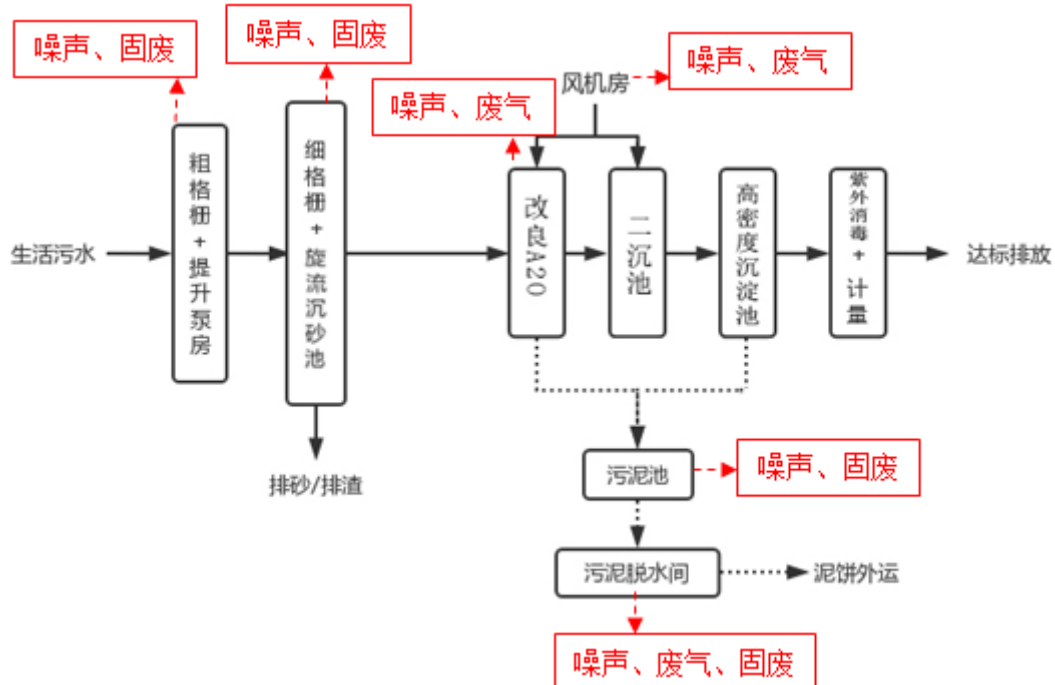 噪声、固废
噪声、固废
噪声、废气
风机房
噪声、废气
生活污水
粗格栅+提升泵房
细格栅+旋流沉砂池
改良A2O
二沉池
高密度沉淀池
紫外消毒+计量
达标排放
排砂/排渣
污泥池
噪声、固废
污泥脱水间
泥饼外运
噪声、废气、固废